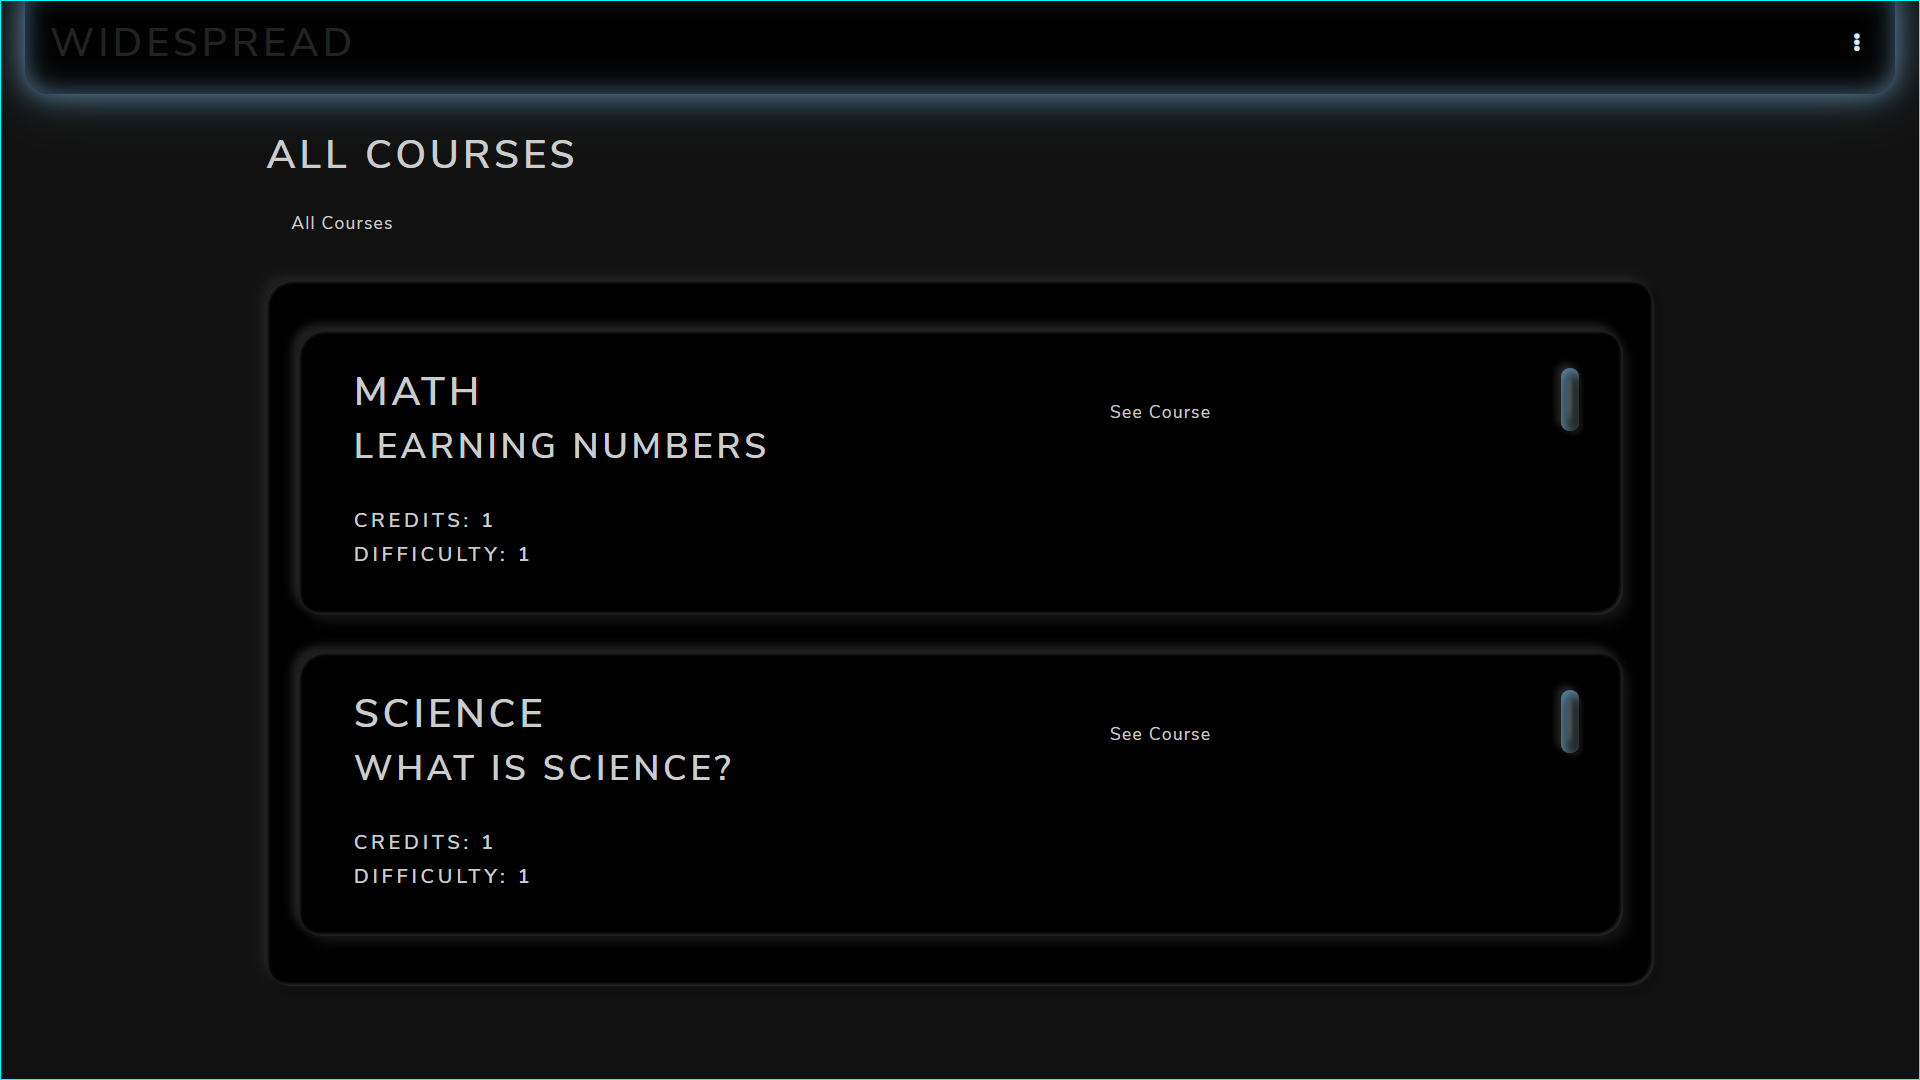 WIDESPREAD
ALL COURSES
All Courses
MATH
See Course
LEARNING NUMBERS
CREDITS: 1
DIFFICULTY: 1
SCIENCE
See Course
WHAT IS SCIENCE?
CREDITS: 1
DIFFICULTY: 1